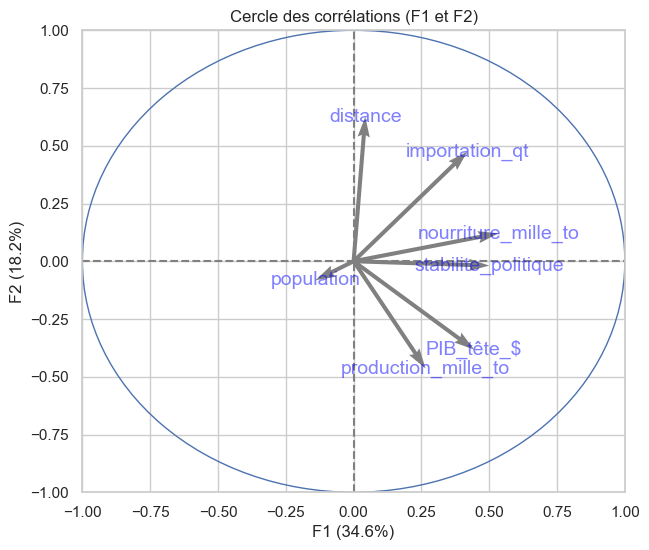 Cercle des corrélations (F1 et F2)
1.00
0.75
0.50
0.25
0.00
−0.25
−0.50
−0.75
−1.00
F2 (18.2%)
distance
importation_qt
nourriture_mille_to
stabilite_politique
population
PIB_tête_$
production_mille_to
−1.00
−0.75
−0.50
−0.25
0.00
0.25
0.50
0.75
1.00
F1 (34.6%)